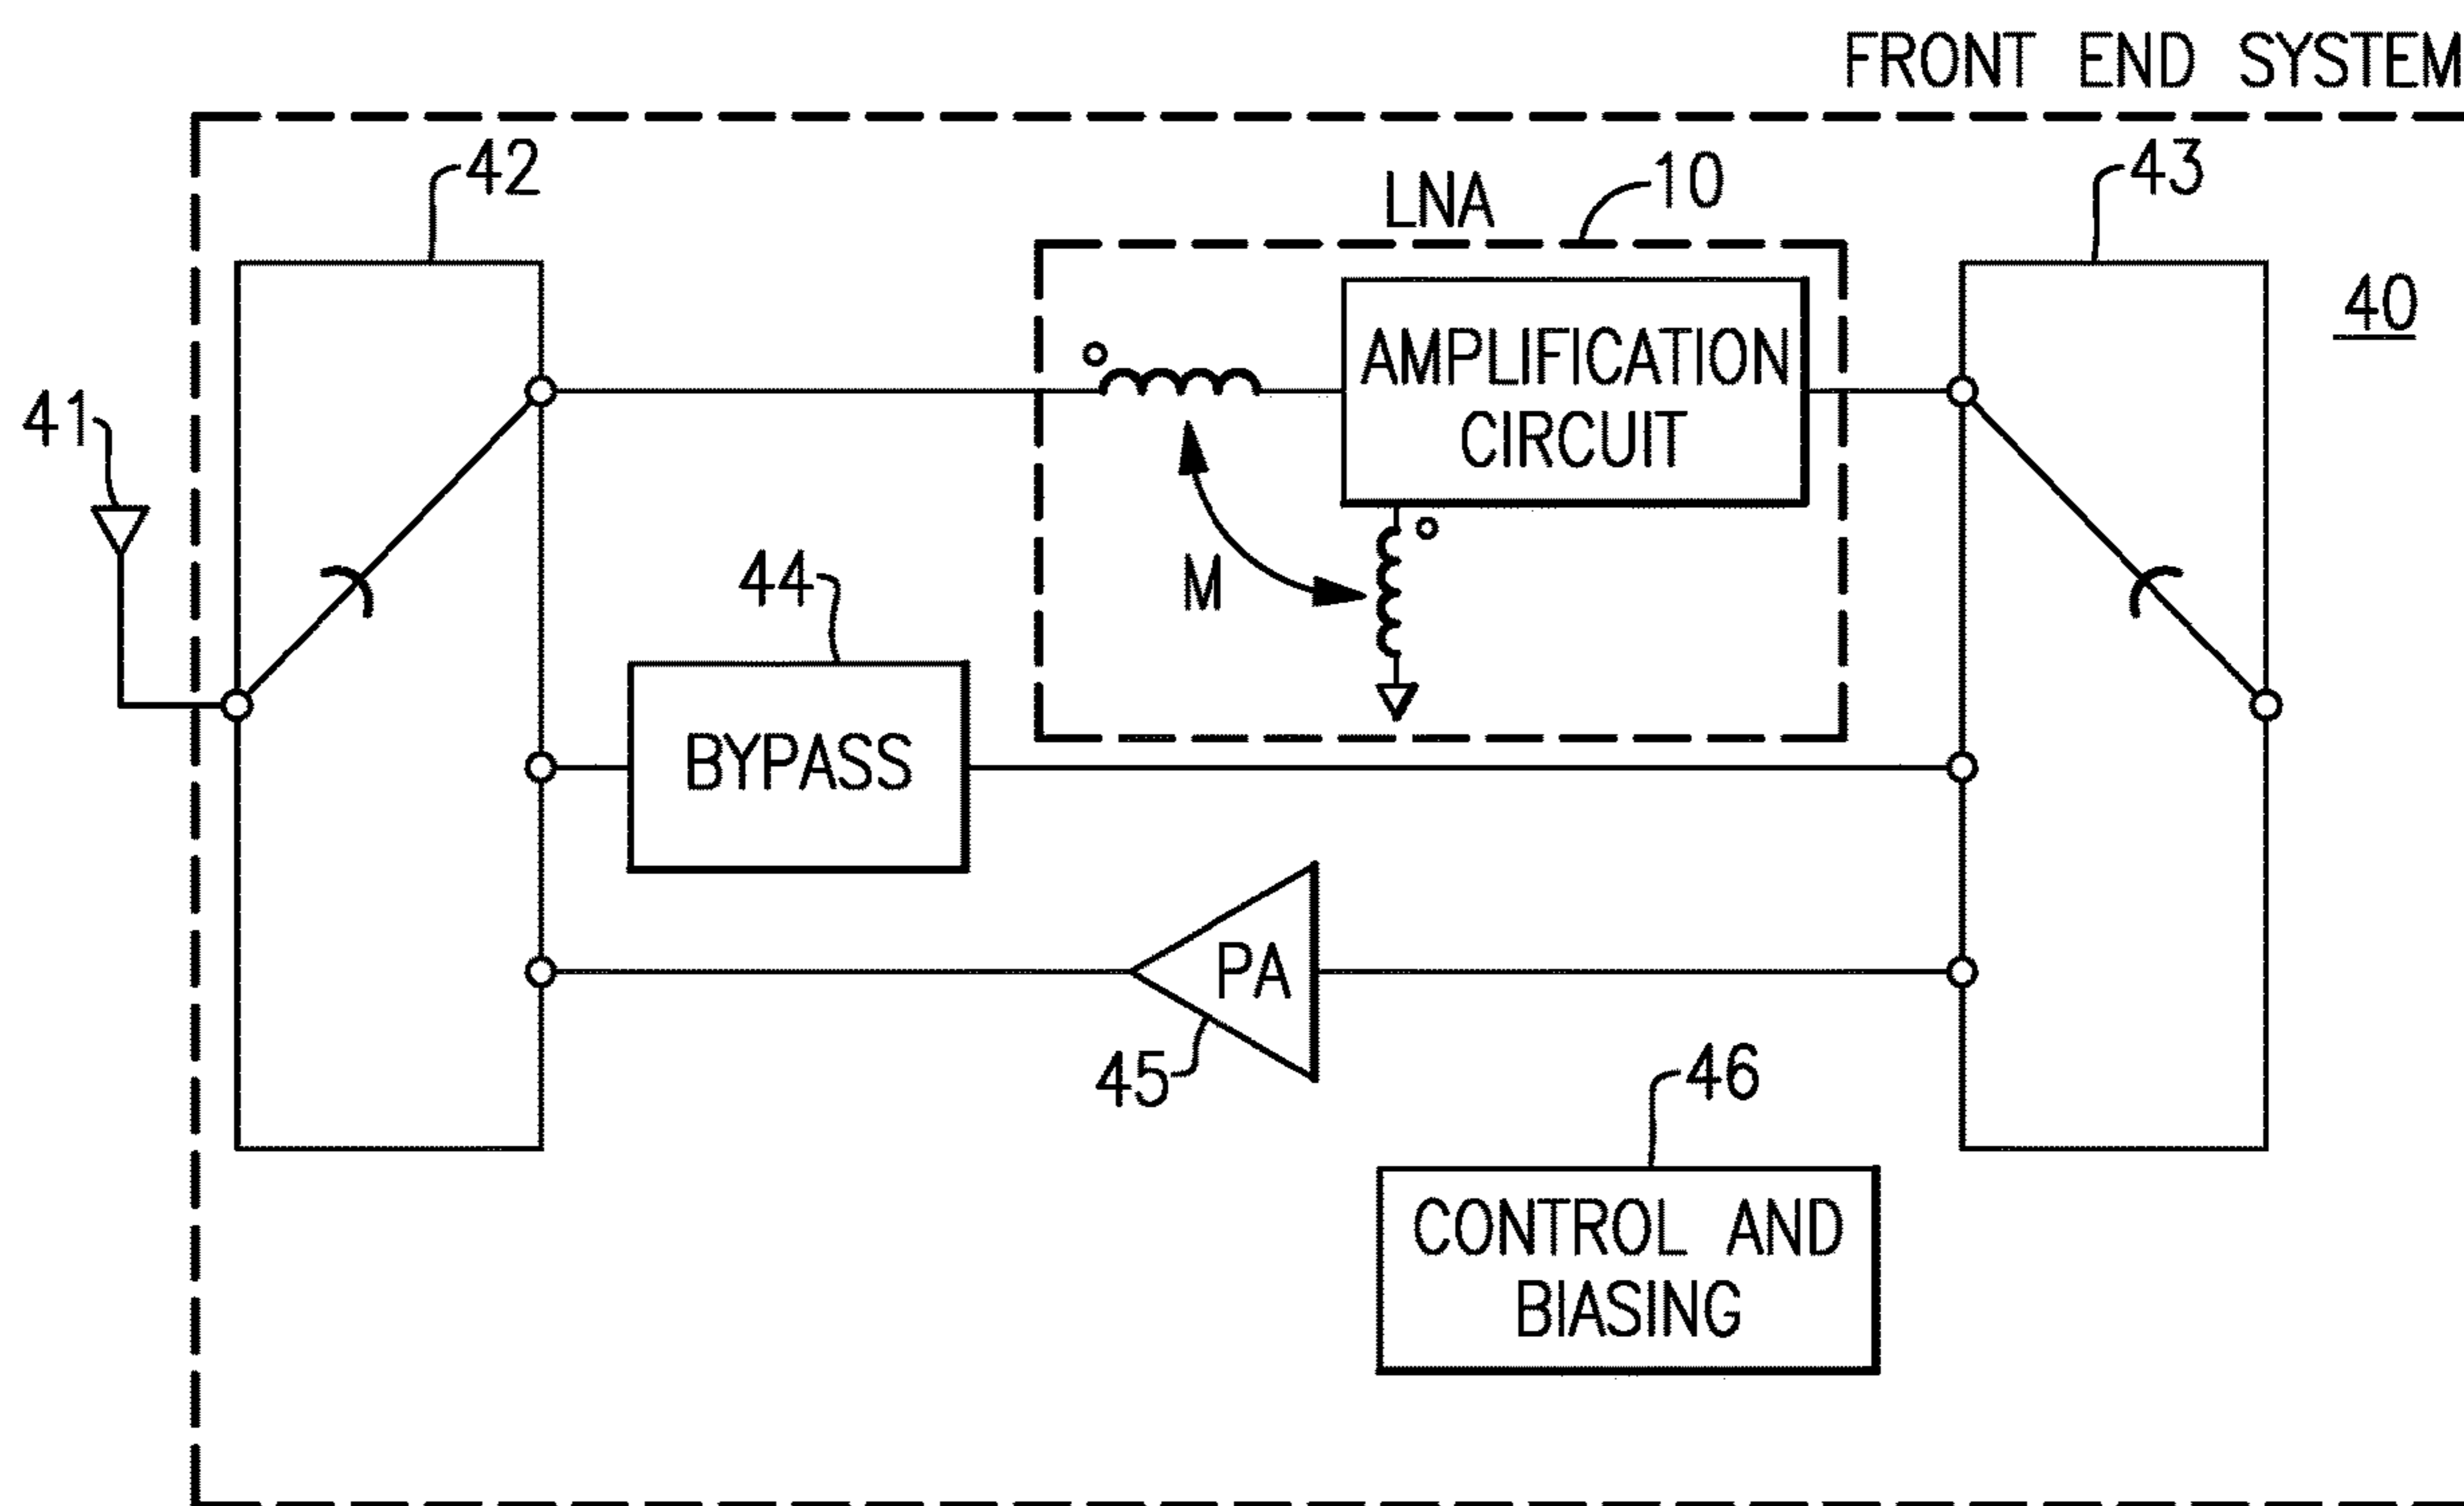 FRONT END SYSTEM
42
LNA
10
43
40
AMPLIFICATION
CIRCUIT
41
M
44
BYPASS
PA
45
46
CONTROL AND
BIASING